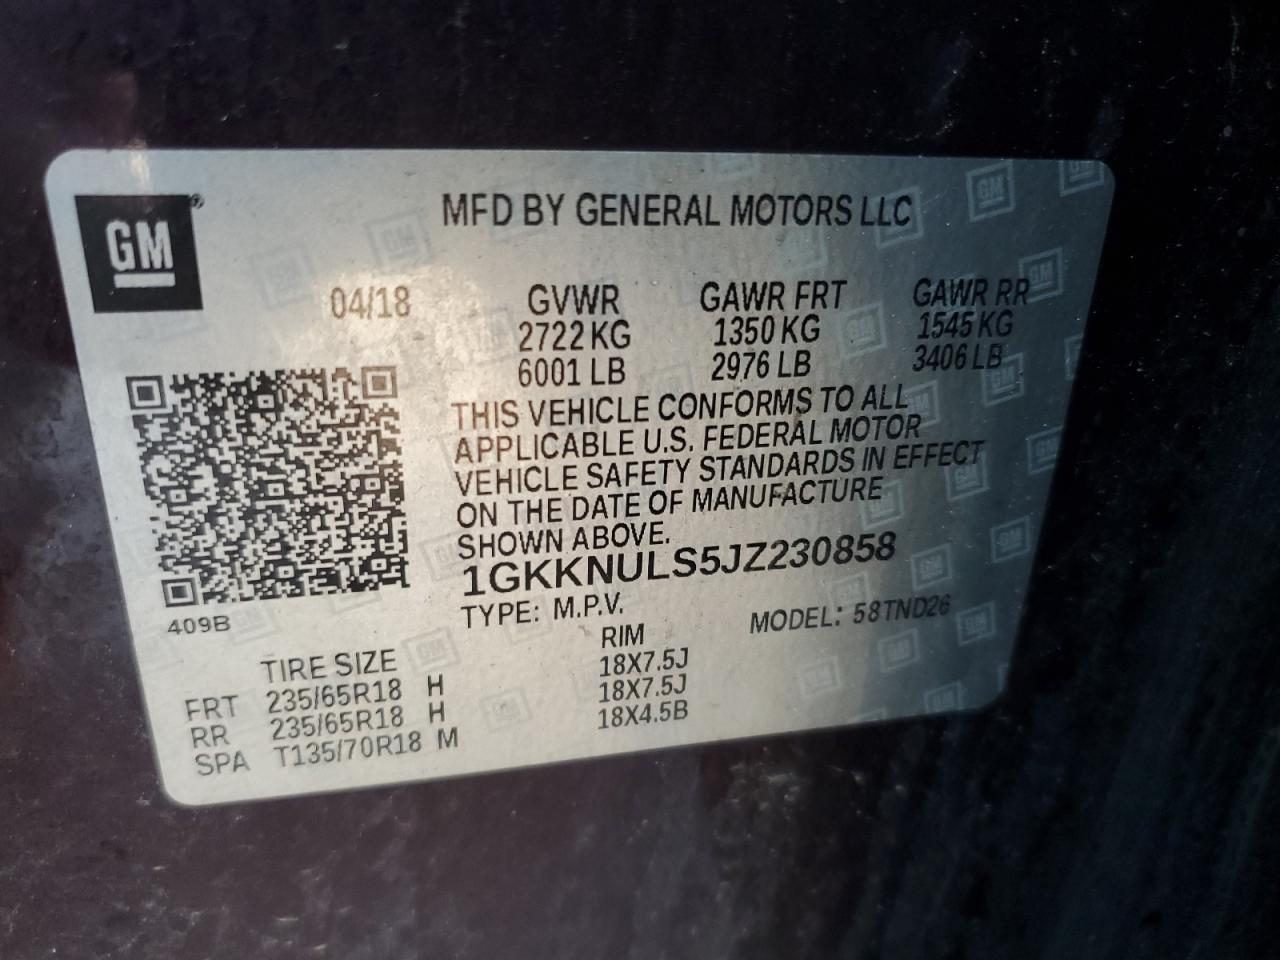 GM®
MFD BY GENERAL MOTORS LLC
04/18 GVWR GAWR FRT GAWR RR
2722 KG 1350 KG 1545 KG
6001 LB 2976 LB 3406 LB
THIS VEHICLE CONFORMS TO ALL
APPLICABLE U.S. FEDERAL MOTOR
VEHICLE SAFETY STANDARDS IN EFFECT
ON THE DATE OF MANUFACTURE
SHOWN ABOVE.
1GKKNULS5JZ230858
TYPE: M.P.V. MODEL: 58TND26
409B
TIRE SIZE RIM
FRT 235/65R18 H 18X7.5J
RR 235/65R18 H 18X7.5J
SPA T135/70R18 M 18X4.5B